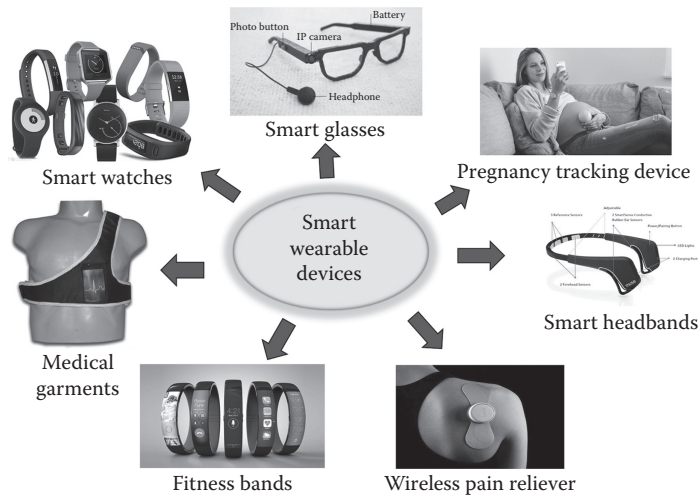 Photo button
IP camera
Battery
Headphone
Smart glasses
Smart watches
Pregnancy tracking device
Smart
wearable
devices
Adjustable
Medical
garments
Smart headbands
Fitness bands
Wireless pain reliever